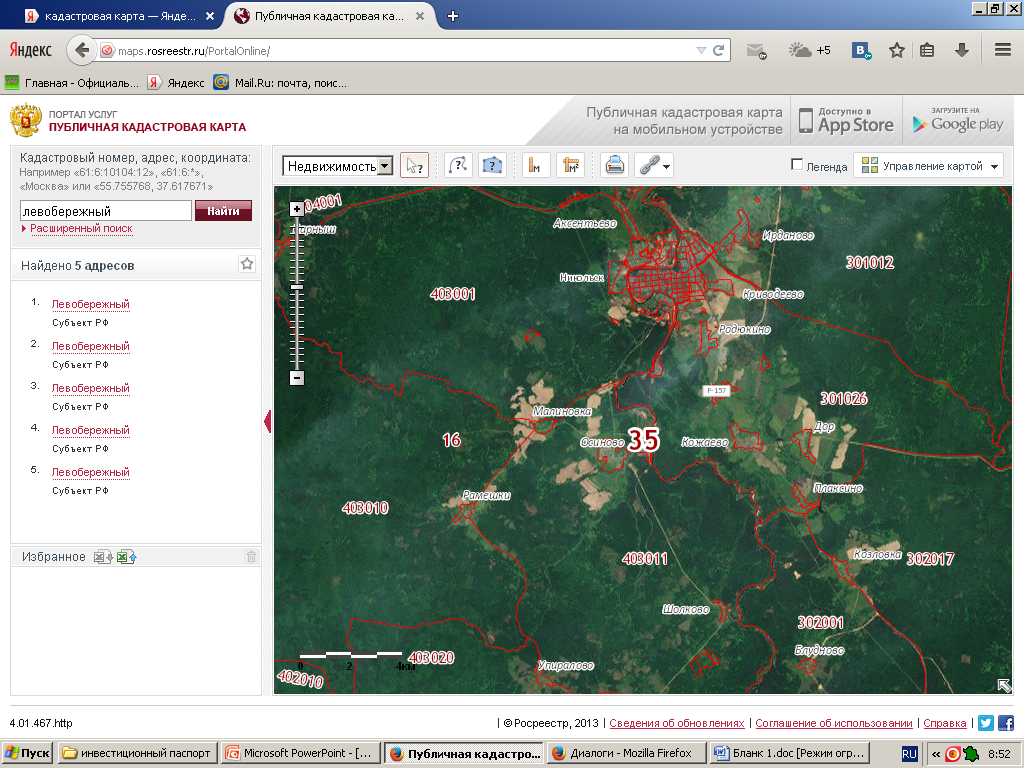 кадастровая карта — Янде...
Публичная кадастровая ка...
Яндекс
maps.rosreestr.ru/PortalOnline/
+5
Главная - Официаль...
Яндекс
Mail.Ru: почта, поис...
ПОРТАЛ УСЛУГ
ПУБЛИЧНАЯ КАДАСТРОВАЯ КАРТА
Публичная кадастровая карта
на мобильном устройстве
Доступно в
App Store
ЗАГРУЗИТЕ НА
Google play
Кадастровый номер, адрес, координата:
Например «61:6:10104:12», «61:6:*»,
«Москва» или «55.755768, 37.617671»
левобережный
Найти
Расширенный поиск
Найдено 5 адресов
1. Левобережный
Субъект РФ
2. Левобережный
Субъект РФ
3. Левобережный
Субъект РФ
4. Левобережный
Субъект РФ
5. Левобережный
Субъект РФ
Избранное
Недвижимость
Легенда
Управление картой
04001
Аксентьево
Ирданово
301012
Никольск
403001
Криводеево
Родюкино
Р-157
301026
Малиновка
Дор
16
Осиново
35
Кожаево
Рамешки
Плаксино
403010
Козловка
403011
302017
Шолково
302001
Блудново
403020
Упиралово
402010
0 2 4км
4.01.467.http
| © Росреестр, 2013 | Сведения об обновлениях | Соглашение об использовании | Справка |
Пуск
инвестиционный паспорт
Microsoft PowerPoint - [...
Публичная кадастро...
Диалоги - Mozilla Firefox
Бланк 1.doc [Режим огр...
RU
«
8:52